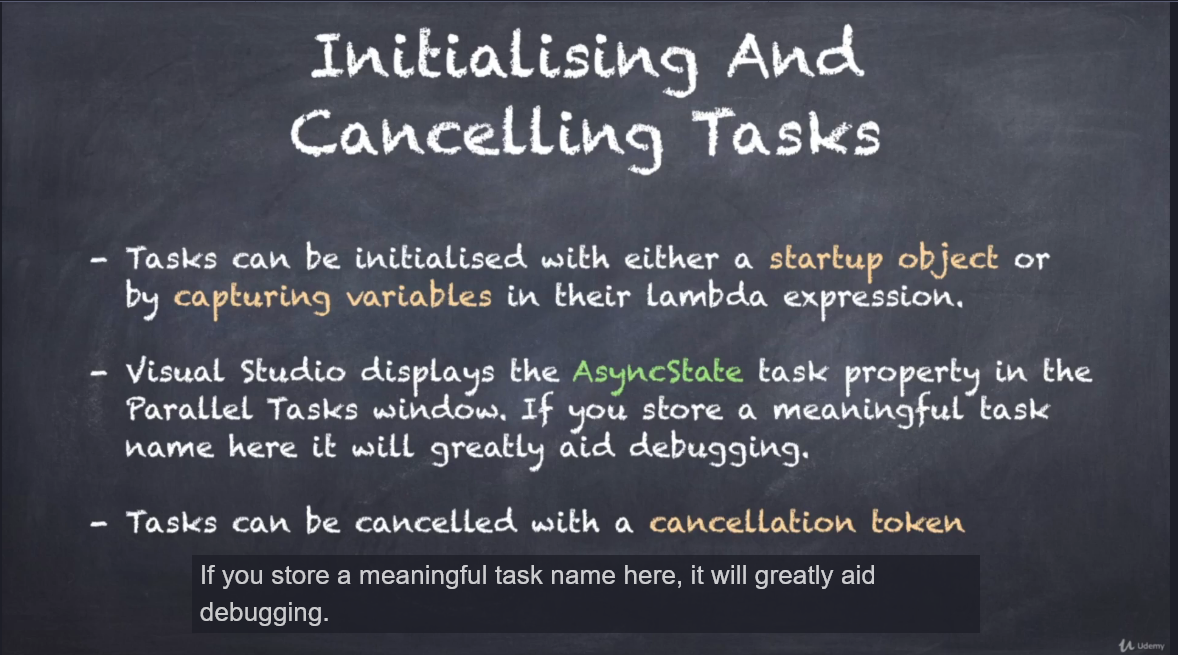 Initialising And
Cancelling Tasks
- Tasks can be initialised with either a startup object or
by capturing variables in their lambda expression.
- Visual Studio displays the AsyncState task property in the
Parallel Tasks window. If you store a meaningful task
name here it will greatly aid debugging.
- Tasks can be cancelled with a cancellation token
If you store a meaningful task name here, it will greatly aid
debugging.
Udemy